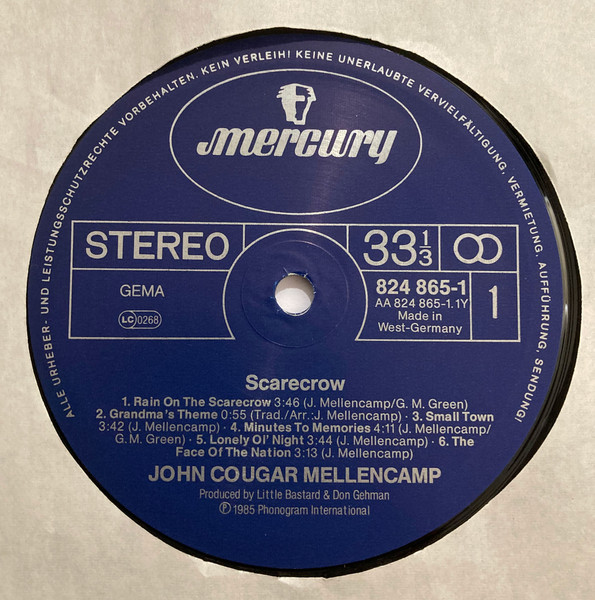 ALLE URHEBER- UND LEISTUNGSSCHUTZRECHTE VORBEHALTEN. KEIN VERLEIH! KEINE UNERLAUBTE VERVIELFÄLTIGUNG, VERMIETUNG, AUFFÜHRUNG, SENDUNG!
mercury
STEREO
33 1/3
GEMA
LC 0268
824 865-1
AA 824 865-1.1Y
Made in
West-Germany
1
Scarecrow
1. Rain On The Scarecrow 3:46 (J. Mellencamp/G. M. Green)
2. Grandma's Theme 0:55 (Trad./Arr.: J. Mellencamp) · 3. Small Town
3:42 (J. Mellencamp) · 4. Minutes To Memories 4:11 (J. Mellencamp/
G. M. Green) · 5. Lonely Ol' Night 3:44 (J. Mellencamp) · 6. The
Face Of The Nation 3:13 (J. Mellencamp)
JOHN COUGAR MELLENCAMP
Produced by Little Bastard & Don Gehman
℗ 1985 Phonogram International